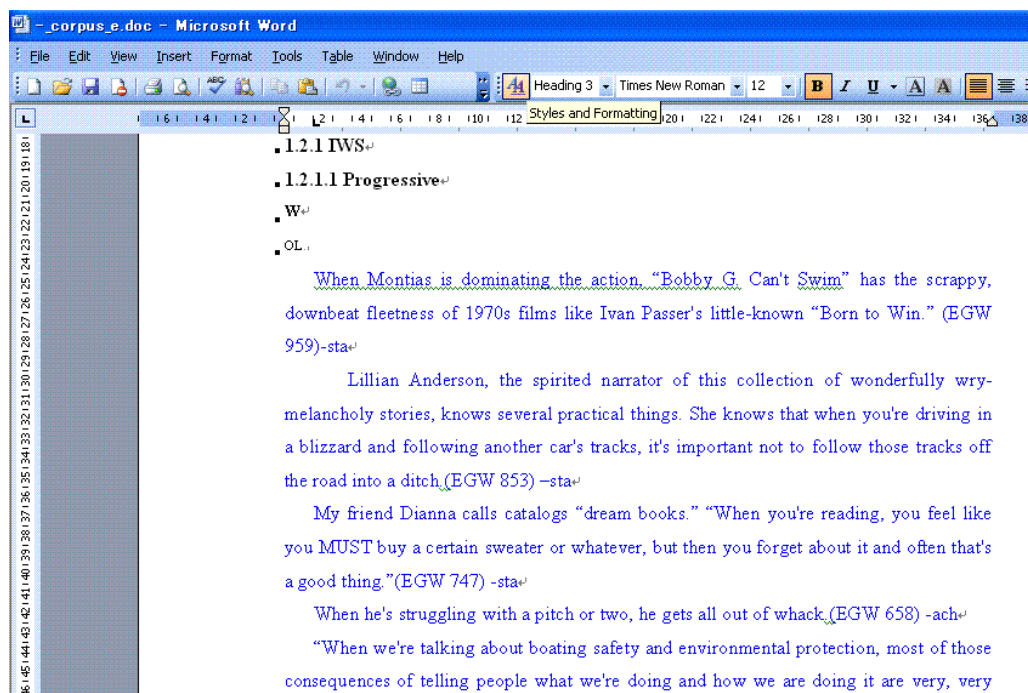 -_corpus_e.doc - Microsoft Word
File Edit View Insert Format Tools Table Window Help
Heading 3 Times New Roman 12 B I U A A
Styles and Formatting
1.2.1 IWS
1.2.1.1 Progressive
W
OL.
When Montias is dominating the action, “Bobby G. Can't Swim” has the scrappy,
downbeat fleetness of 1970s films like Ivan Passer's little-known “Born to Win.” (EGW
959)-sta
Lillian Anderson, the spirited narrator of this collection of wonderfully wry-
melancholy stories, knows several practical things. She knows that when you're driving in
a blizzard and following another car's tracks, it's important not to follow those tracks off
the road into a ditch.(EGW 853) –sta
My friend Dianna calls catalogs “dream books.” “When you're reading, you feel like
you MUST buy a certain sweater or whatever, but then you forget about it and often that's
a good thing.”(EGW 747) -sta
When he's struggling with a pitch or two, he gets all out of whack.(EGW 658) -ach
“When we're talking about boating safety and environmental protection, most of those
consequences of telling people what we're doing and how we are doing it are very, very